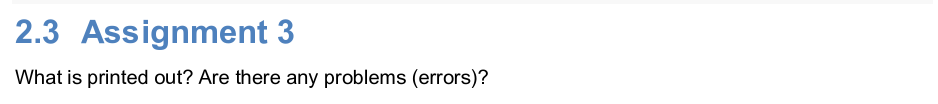 2.3 Assignment 3
What is printed out? Are there any problems (errors)?